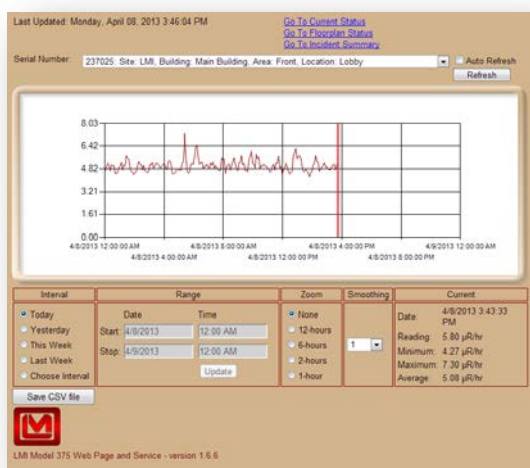 Last Updated: Monday, April 08, 2013 3:46:04 PM
Go To Current Status
Go To Floorplan Status
Go To Incident Summary
Serial Number: 237025: Site: LMI, Building: Main Building, Area: Front, Location: Lobby
Auto Refresh
Refresh
8.03
6.42
4.82
3.21
1.61
0.00
4/8/2013 12:00:00 AM
4/8/2013 4:00:00 AM
4/8/2013 8:00:00 AM
4/8/2013 12:00:00 PM
4/8/2013 4:00:00 PM
4/8/2013 8:00:00 PM
4/9/2013 12:00:00 AM
Interval
Today
Yesterday
This Week
Last Week
Choose Interval
Range
Date Time
Start: 4/8/2013 12:00 AM
Stop: 4/9/2013 12:00 AM
Update
Zoom
None
12-hours
6-hours
2-hours
1-hour
Smoothing
1
Current
Date: 4/8/2013 3:43:33 PM
Reading: 5.80 µR/hr
Minimum: 4.27 µR/hr
Maximum: 7.30 µR/hr
Average: 5.08 µR/hr
Save CSV file
LMI Model 375 Web Page and Service - version 1.6.6